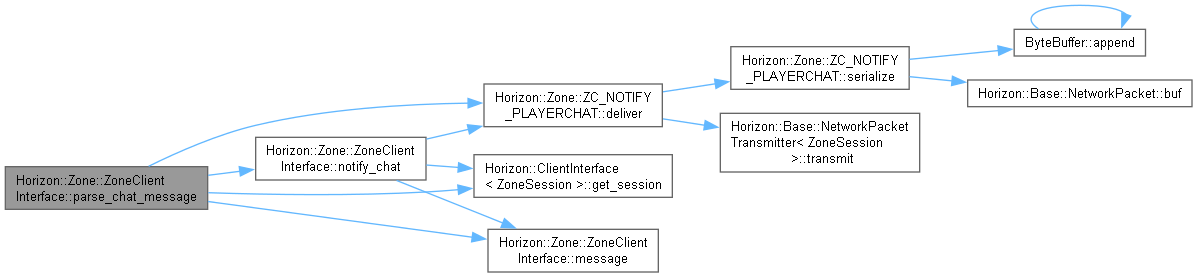 Horizon::Zone::ZoneClient
Interface::parse_chat_message
Horizon::Zone::ZoneClient
Interface::notify_chat
Horizon::Zone::ZC_NOTIFY
_PLAYERCHAT::deliver
Horizon::ClientInterface
< ZoneSession >::get_session
Horizon::Zone::ZoneClient
Interface::message
Horizon::Zone::ZC_NOTIFY
_PLAYERCHAT::serialize
Horizon::Base::NetworkPacket
Transmitter< ZoneSession
>::transmit
ByteBuffer::append
Horizon::Base::NetworkPacket::buf